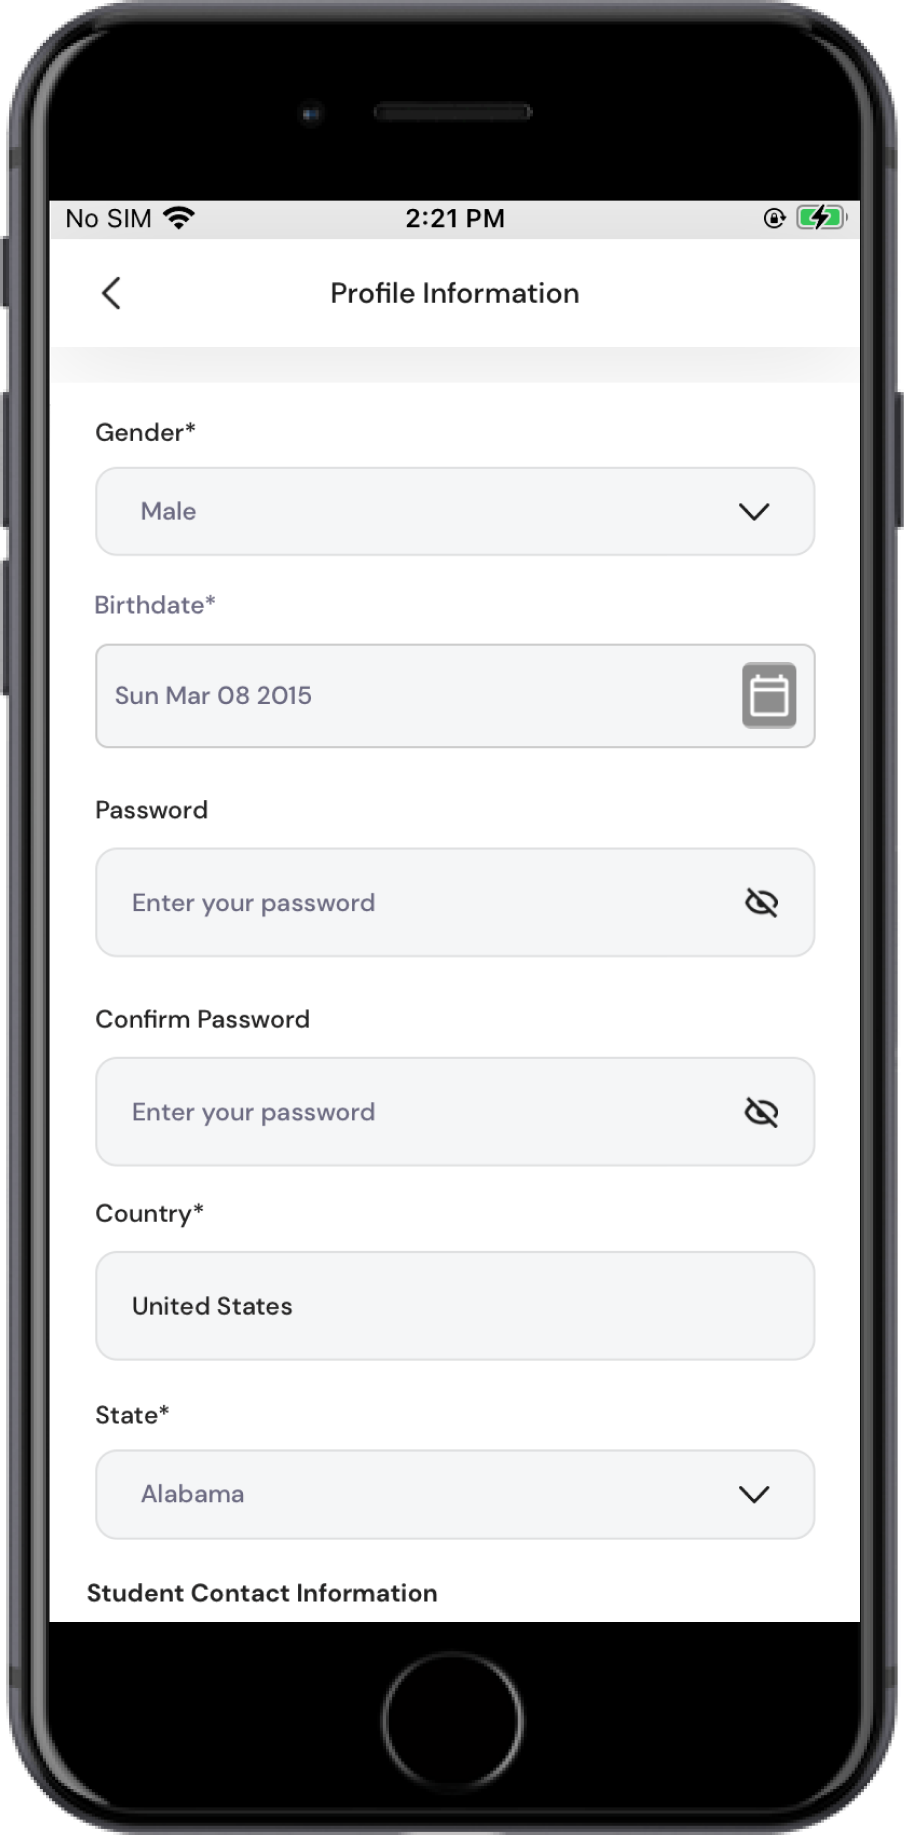 No SIM 2:21 PM
Profile Information
Gender*
Male
Birthdate*
Sun Mar 08 2015
Password
Enter your password
Confirm Password
Enter your password
Country*
United States
State*
Alabama
Student Contact Information